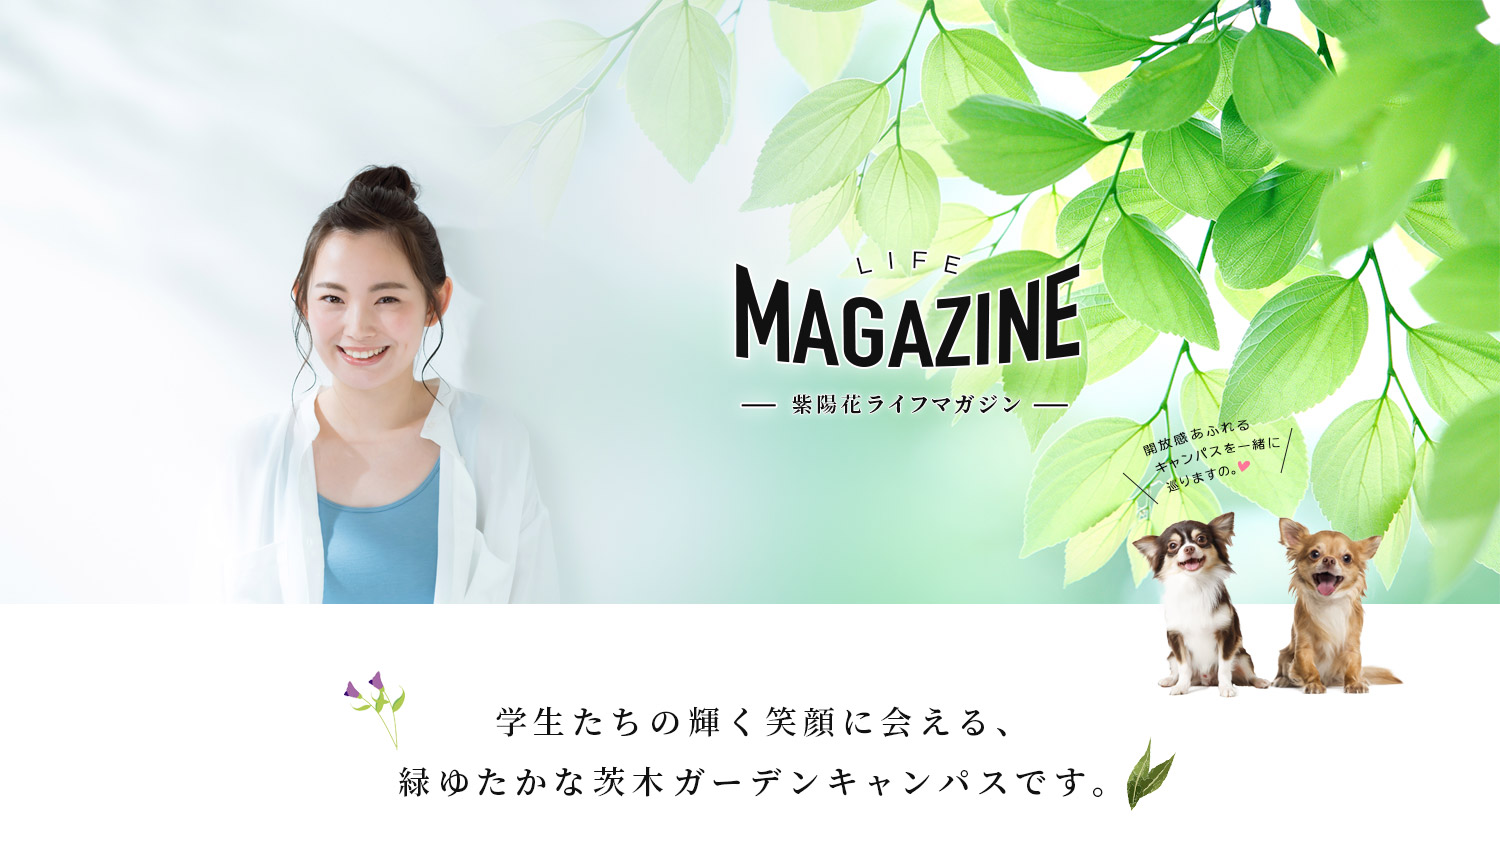 LIFE
MAGAZINE
紫陽花ライフマガジン
開放感あふれる
キャンパスを一緒に
巡りますの。
学生たちの輝く笑顔に会える、
緑ゆたかな茨木ガーデンキャンパスです。